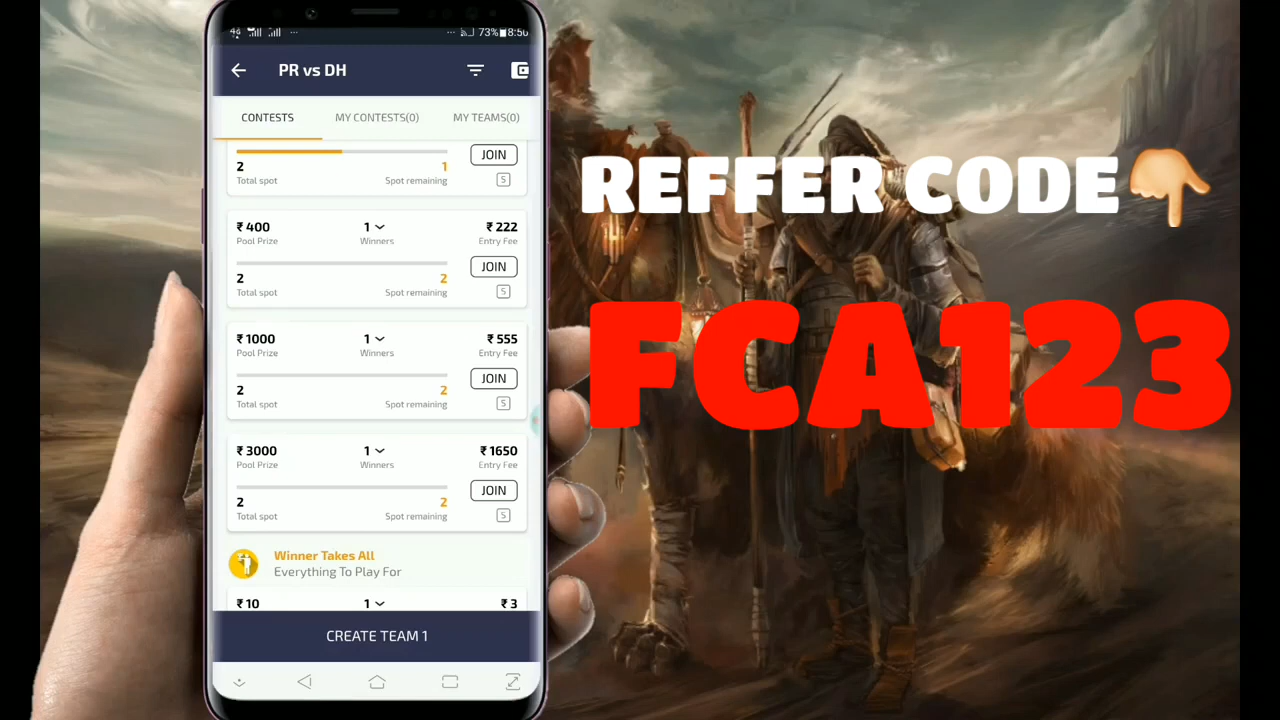 4G ... ... 73% 8:50
PR vs DH
CONTESTS MY CONTESTS(0) MY TEAMS(0)
JOIN
2 1
Total spot Spot remaining S
₹ 400 1 ₹ 222
Pool Prize Winners Entry Fee
JOIN
2 2
Total spot Spot remaining S
₹ 1000 1 ₹ 555
Pool Prize Winners Entry Fee
JOIN
2 2
Total spot Spot remaining S
₹ 3000 1 ₹ 1650
Pool Prize Winners Entry Fee
JOIN
2 2
Total spot Spot remaining S
Winner Takes All
Everything To Play For
₹ 10 1 ₹ 3
CREATE TEAM 1
REFFER CODE👇
FCA123